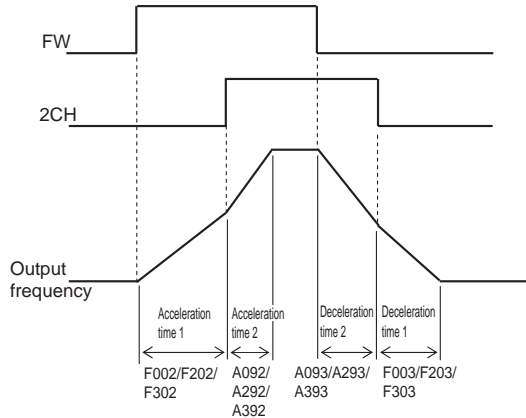 FW
2CH
Output
frequency
Acceleration
time 1
Acceleration
time 2
Deceleration
time 2
Deceleration
time 1
F002/F202/
F302
A092/
A292/
A392
A093/A293/
A393
F003/F203/
F303